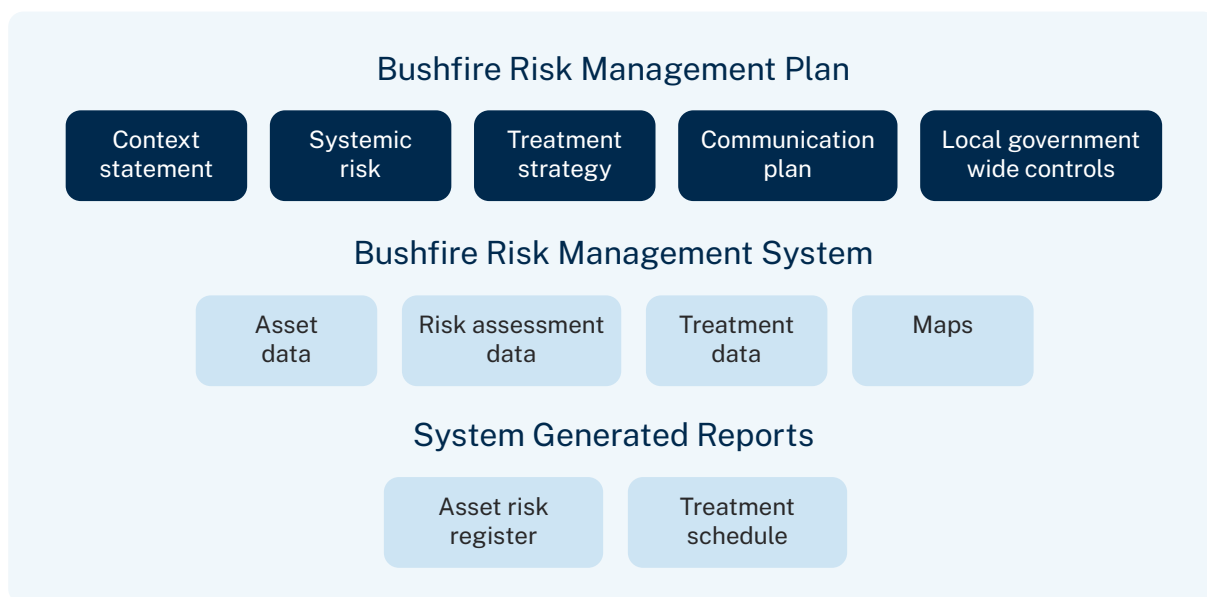 Bushfire Risk Management Plan
Context
statement
Systemic
risk
Treatment
strategy
Communication
plan
Local government
wide controls
Bushfire Risk Management System
Asset
data
Risk assessment
data
Treatment
data
Maps
System Generated Reports
Asset risk
register
Treatment
schedule